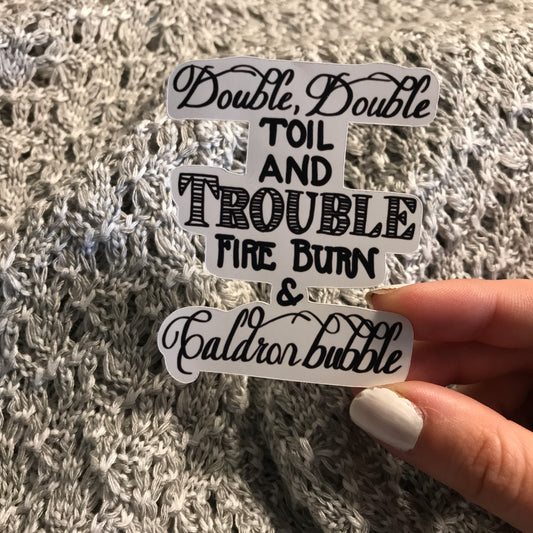 Double, Double
TOIL
AND
TROUBLE
FIRE BURN
&
Caldron bubble